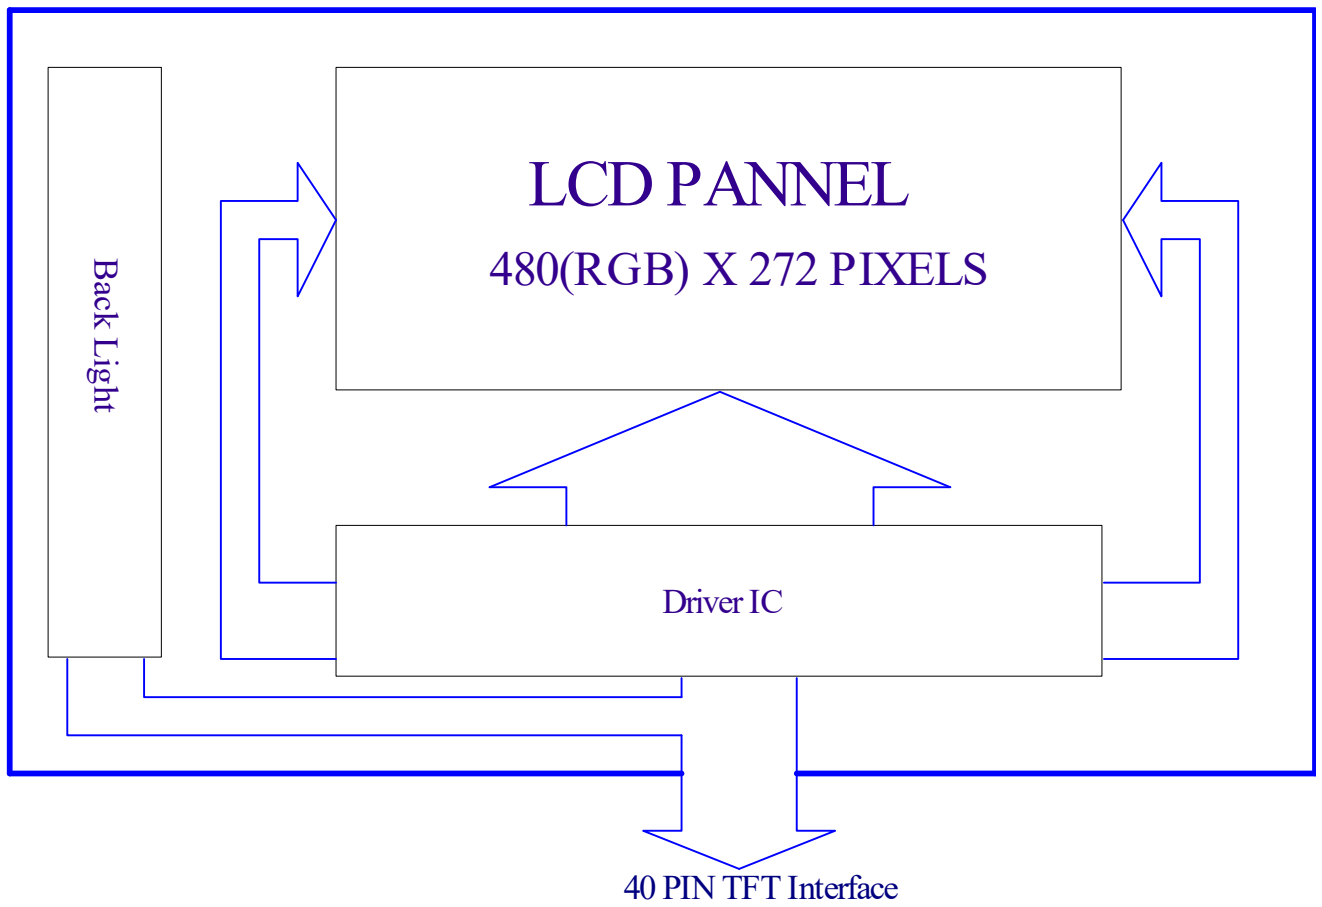 LCD PANNEL
480(RGB) X 272 PIXELS
Back Light
Driver IC
40 PIN TFT Interface